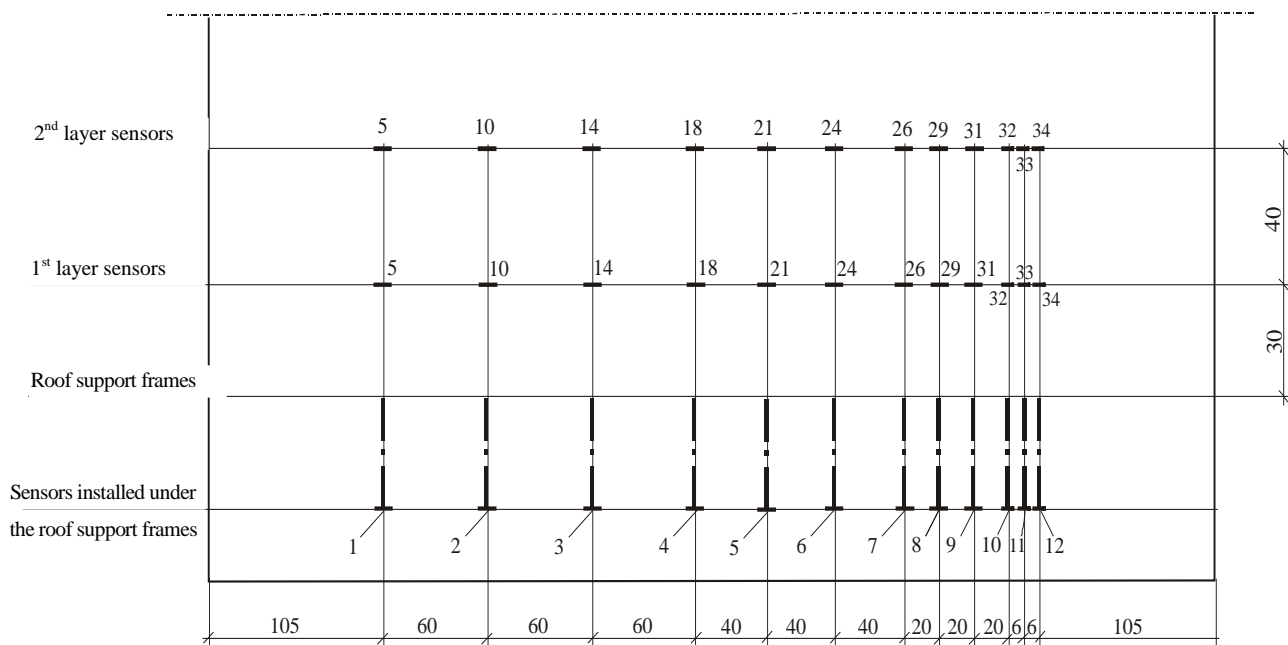 2nd layer sensors
5 10 14 18 21 24 26 29 31 32 34
33
40
1st layer sensors
5 10 14 18 21 24 26 29 31 33
32 34
30
Roof support frames
Sensors installed under
the roof support frames
1 2 3 4 5 6 7 8 9 10 11 12
105 60 60 60 40 40 40 20 20 20 6 6 105